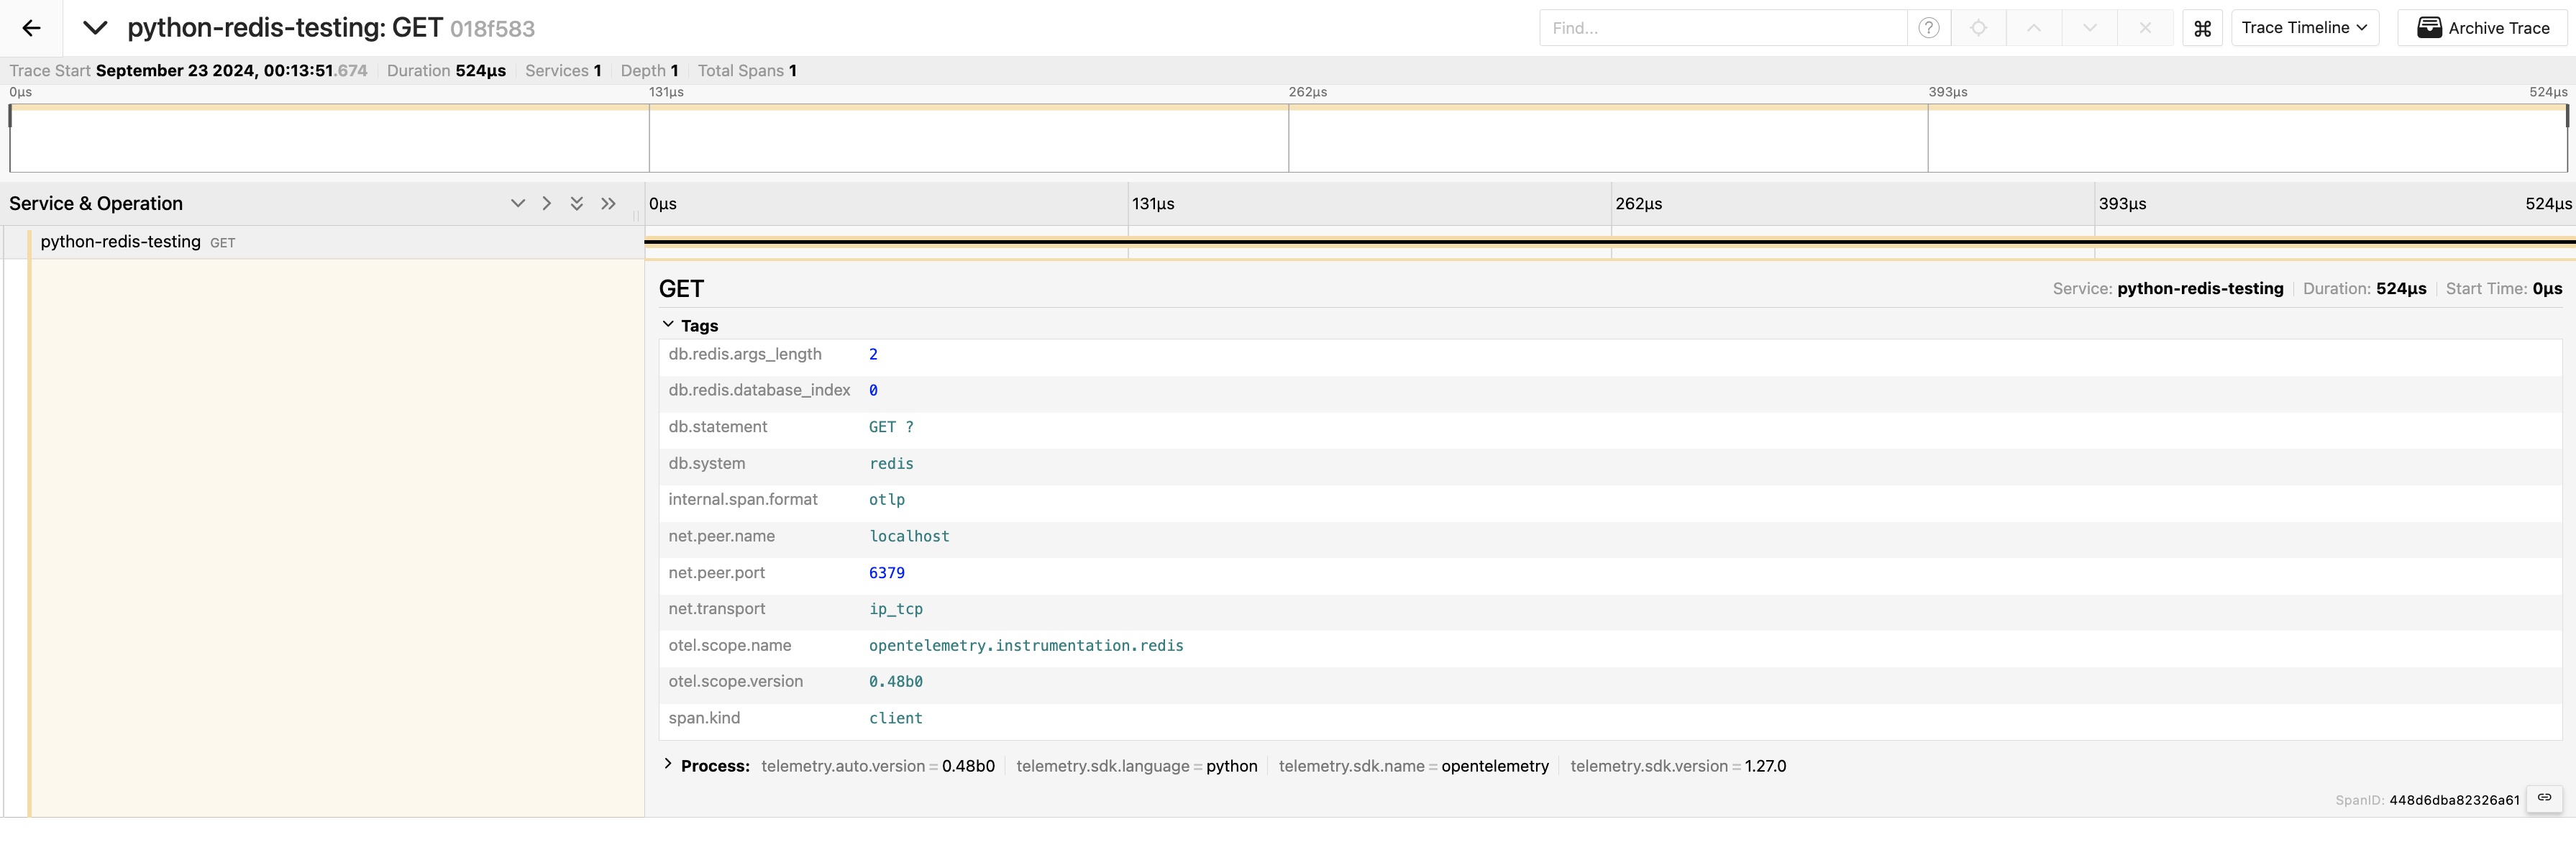 python-redis-testing: GET 018f583
Find...
?
⌘
Trace Timeline
Archive Trace
Trace Start September 23 2024, 00:13:51.674 Duration 524μs Services 1 Depth 1 Total Spans 1
0μs 131μs 262μs 393μs 524μs
Service & Operation
0μs 131μs 262μs 393μs 524μs
python-redis-testing GET
GET
Service: python-redis-testing Duration: 524μs Start Time: 0μs
Tags
db.redis.args_length 2
db.redis.database_index 0
db.statement GET ?
db.system redis
internal.span.format otlp
net.peer.name localhost
net.peer.port 6379
net.transport ip_tcp
otel.scope.name opentelemetry.instrumentation.redis
otel.scope.version 0.48b0
span.kind client
Process: telemetry.auto.version = 0.48b0 telemetry.sdk.language = python telemetry.sdk.name = opentelemetry telemetry.sdk.version = 1.27.0
SpanID: 448d6dba82326a61